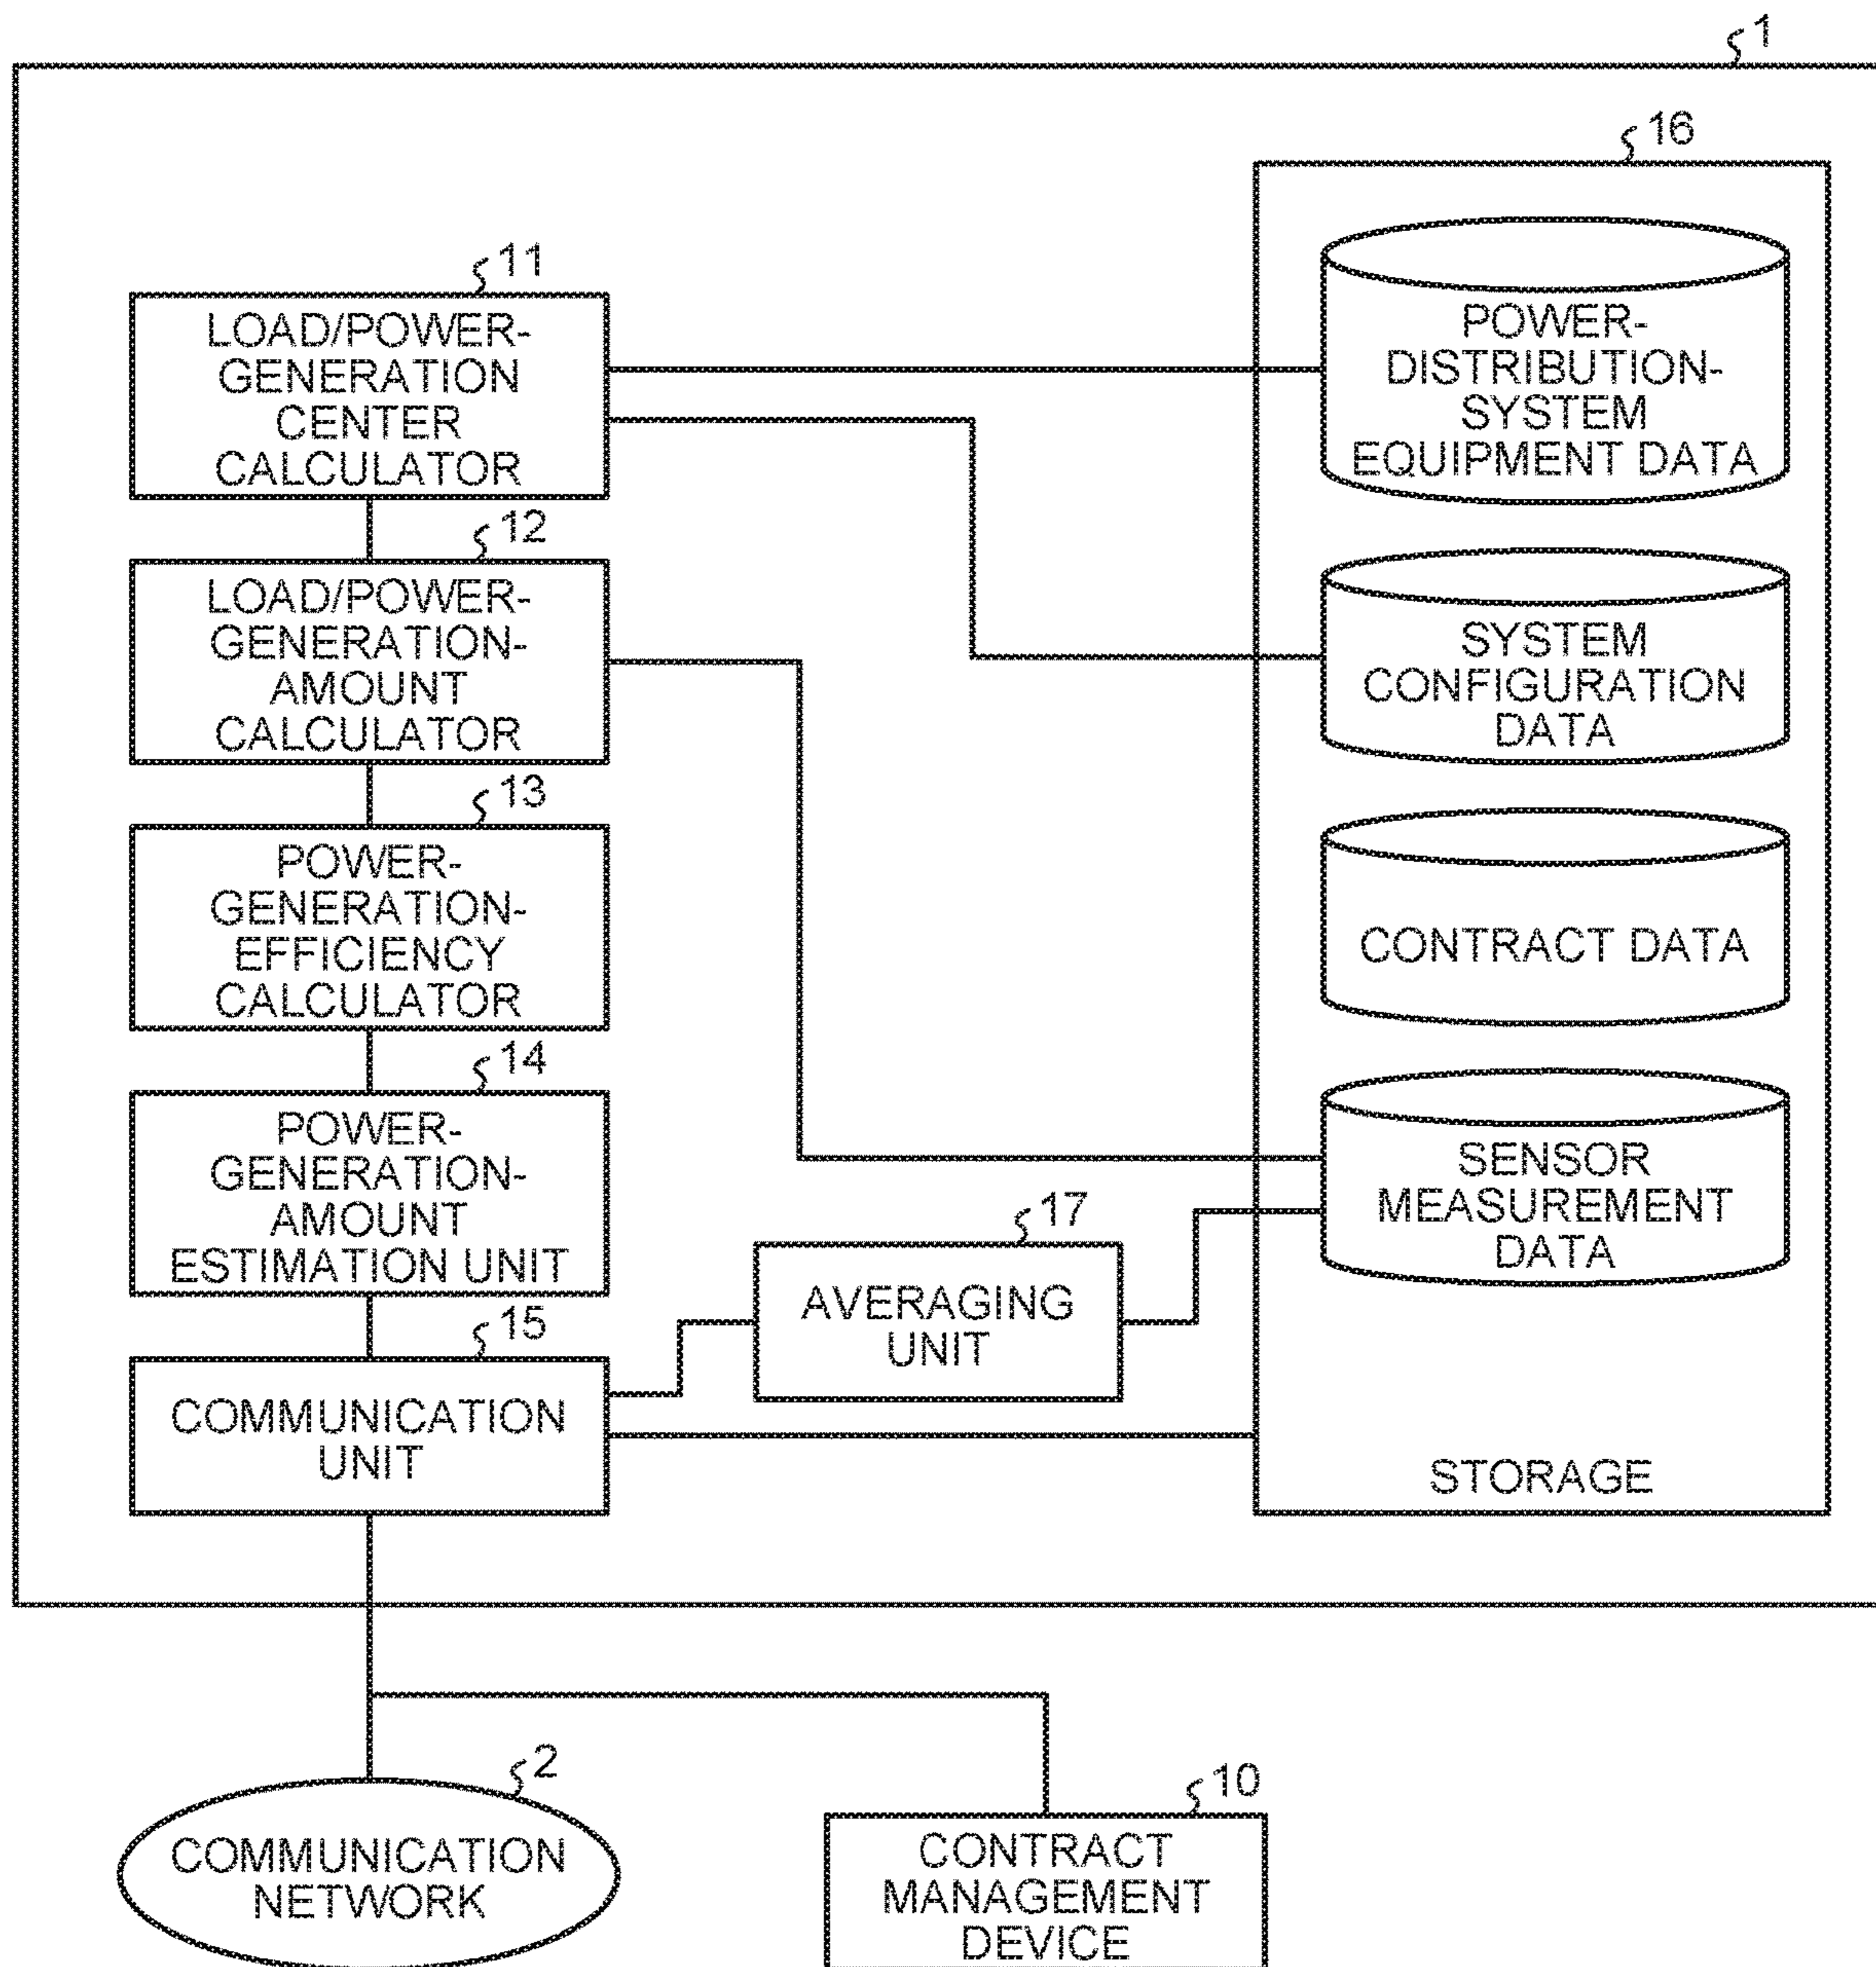 1
16
11
LOAD/POWER-
GENERATION
CENTER
CALCULATOR
POWER-
DISTRIBUTION-
SYSTEM
EQUIPMENT DATA
12
LOAD/POWER-
GENERATION-
AMOUNT
CALCULATOR
SYSTEM
CONFIGURATION
DATA
13
POWER-
GENERATION-
EFFICIENCY
CALCULATOR
CONTRACT DATA
14
POWER-
GENERATION-
AMOUNT
ESTIMATION UNIT
SENSOR
MEASUREMENT
DATA
17
AVERAGING
UNIT
15
COMMUNICATION
UNIT
STORAGE
2
COMMUNICATION
NETWORK
10
CONTRACT
MANAGEMENT
DEVICE